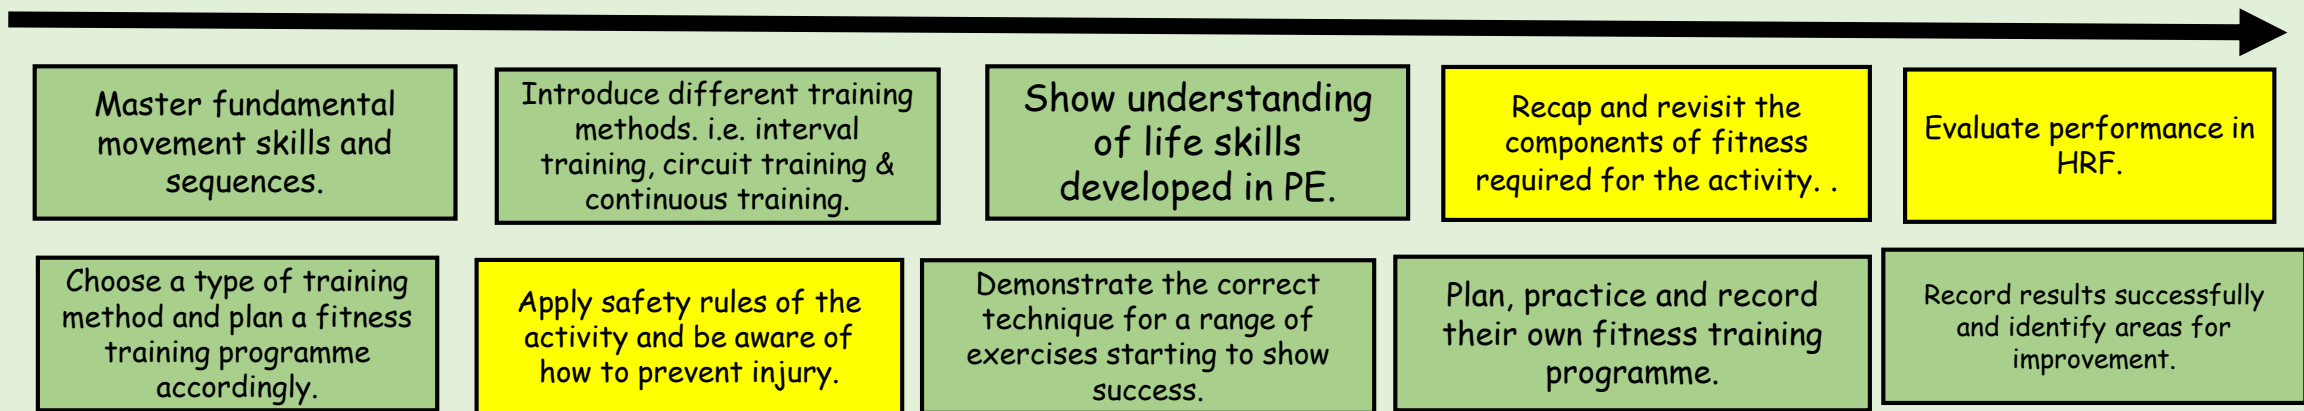 Master fundamental
movement skills and
sequences.
Introduce different training
methods. i.e. interval
training, circuit training &
continuous training.
Show understanding
of life skills
developed in PE.
Recap and revisit the
components of fitness
required for the activity. .
Evaluate performance in
HRF.
Choose a type of training
method and plan a fitness
training programme
accordingly.
Apply safety rules of the
activity and be aware of
how to prevent injury.
Demonstrate the correct
technique for a range of
exercises starting to show
success.
Plan, practice and record
their own fitness training
programme.
Record results successfully
and identify areas for
improvement.